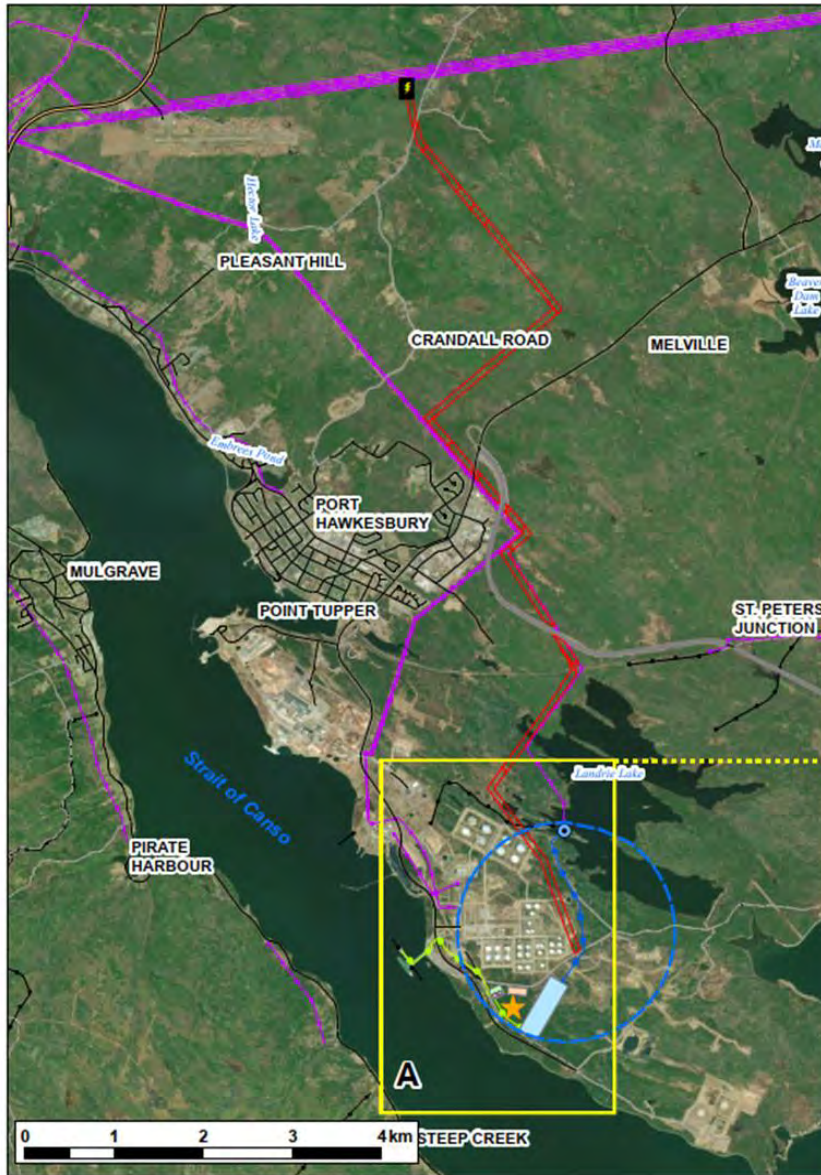 Hector Lake
PLEASANT HILL
Beaver
Dam
Lake
CRANDALL ROAD
MELVILLE
Embrees Pond
PORT
HAWKESBURY
MULGRAVE
POINT TUPPER
ST. PETERS
JUNCTION
Strait of Canso
Landrie Lake
PIRATE
HARBOUR
A
0 1 2 3 4 km
STEEP CREEK